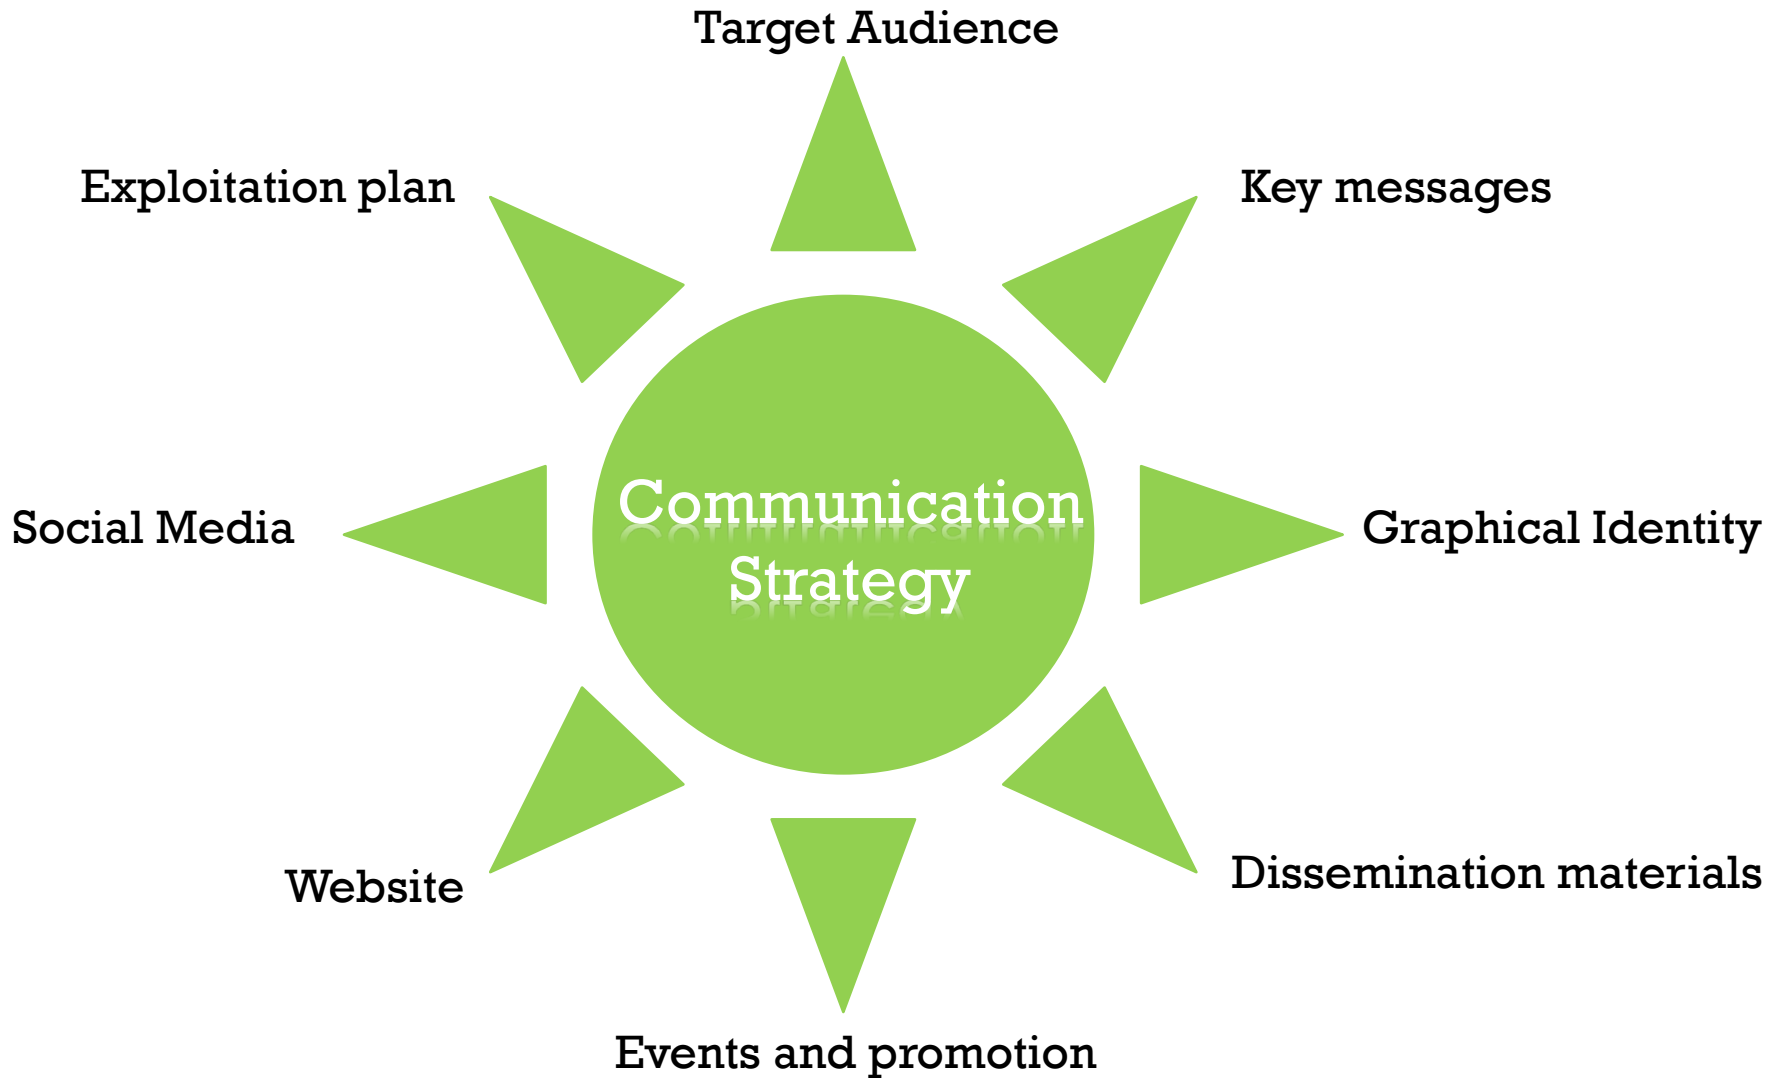 Target Audience
Exploitation plan
Key messages
Communication
Strategy
Social Media
Graphical Identity
Website
Dissemination materials
Events and promotion